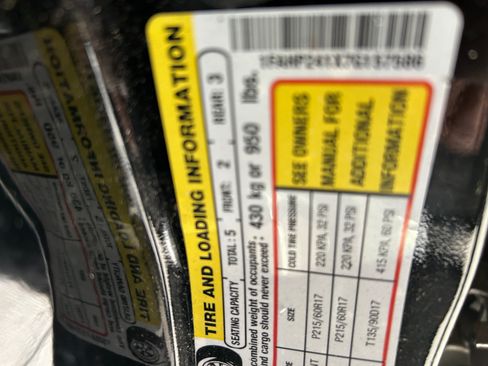 TIRE AND LOADING INFORMATION
SEATING CAPACITY TOTAL: 5 FRONT: 2 REAR: 3
combined weight of occupants
and cargo should never exceed: 430 kg or 950 lbs.
SIZE COLD TIRE PRESSURE
P215/60R17 220 KPA, 32 PSI
P215/60R17 220 KPA, 32 PSI
T135/90D17 415 KPA, 60 PSI
SEE OWNERS
MANUAL FOR
ADDITIONAL
INFORMATION